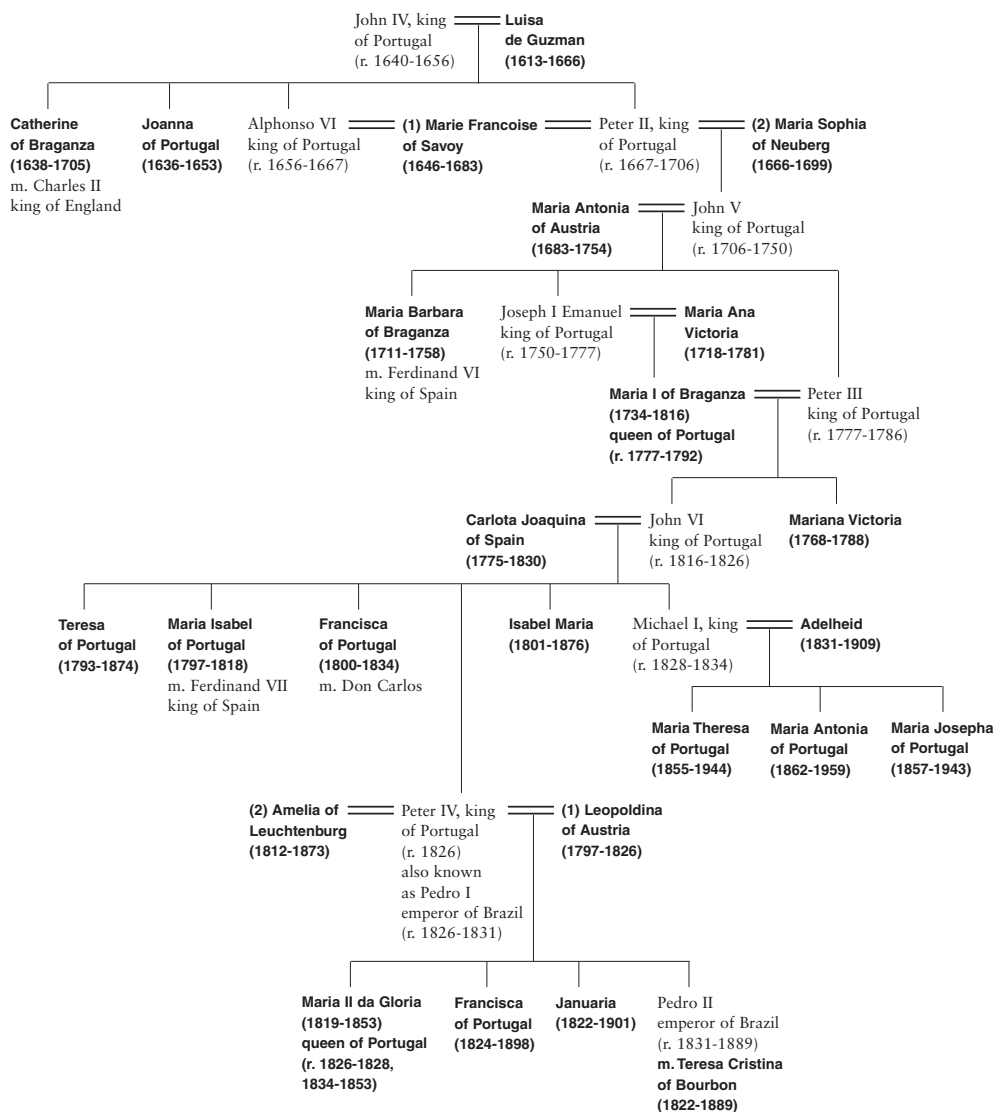 John IV, king
of Portugal
(r. 1640-1656)
Luisa
de Guzman
(1613-1666)
Catherine
of Braganza
(1638-1705)
m. Charles II
king of England
Joanna
of Portugal
(1636-1653)
Alphonso VI
king of Portugal
(r. 1656-1667)
(1) Marie Francoise
of Savoy
(1646-1683)
Peter II, king
of Portugal
(r. 1667-1706)
(2) Maria Sophia
of Neuberg
(1666-1699)
Maria Antonia
of Austria
(1683-1754)
John V
king of Portugal
(r. 1706-1750)
Maria Barbara
of Braganza
(1711-1758)
m. Ferdinand VI
king of Spain
Joseph I Emanuel
king of Portugal
(r. 1750-1777)
Maria Ana
Victoria
(1718-1781)
Maria I of Braganza
(1734-1816)
queen of Portugal
(r. 1777-1792)
Peter III
king of Portugal
(r. 1777-1786)
Carlota Joaquina
of Spain
(1775-1830)
John VI
king of Portugal
(r. 1816-1826)
Mariana Victoria
(1768-1788)
Teresa
of Portugal
(1793-1874)
Maria Isabel
of Portugal
(1797-1818)
m. Ferdinand VII
king of Spain
Francisca
of Portugal
(1800-1834)
m. Don Carlos
Isabel Maria
(1801-1876)
Michael I, king
of Portugal
(r. 1828-1834)
Adelheid
(1831-1909)
Maria Theresa
of Portugal
(1855-1944)
Maria Antonia
of Portugal
(1862-1959)
Maria Josepha
of Portugal
(1857-1943)
(2) Amelia of
Leuchtenburg
(1812-1873)
Peter IV, king
of Portugal
(r. 1826)
also known
as Pedro I
emperor of Brazil
(r. 1826-1831)
(1) Leopoldina
of Austria
(1797-1826)
Maria II da Gloria
(1819-1853)
queen of Portugal
(r. 1826-1828,
1834-1853)
Francisca
of Portugal
(1824-1898)
Januaria
(1822-1901)
Pedro II
emperor of Brazil
(r. 1831-1889)
m. Teresa Cristina
of Bourbon
(1822-1889)